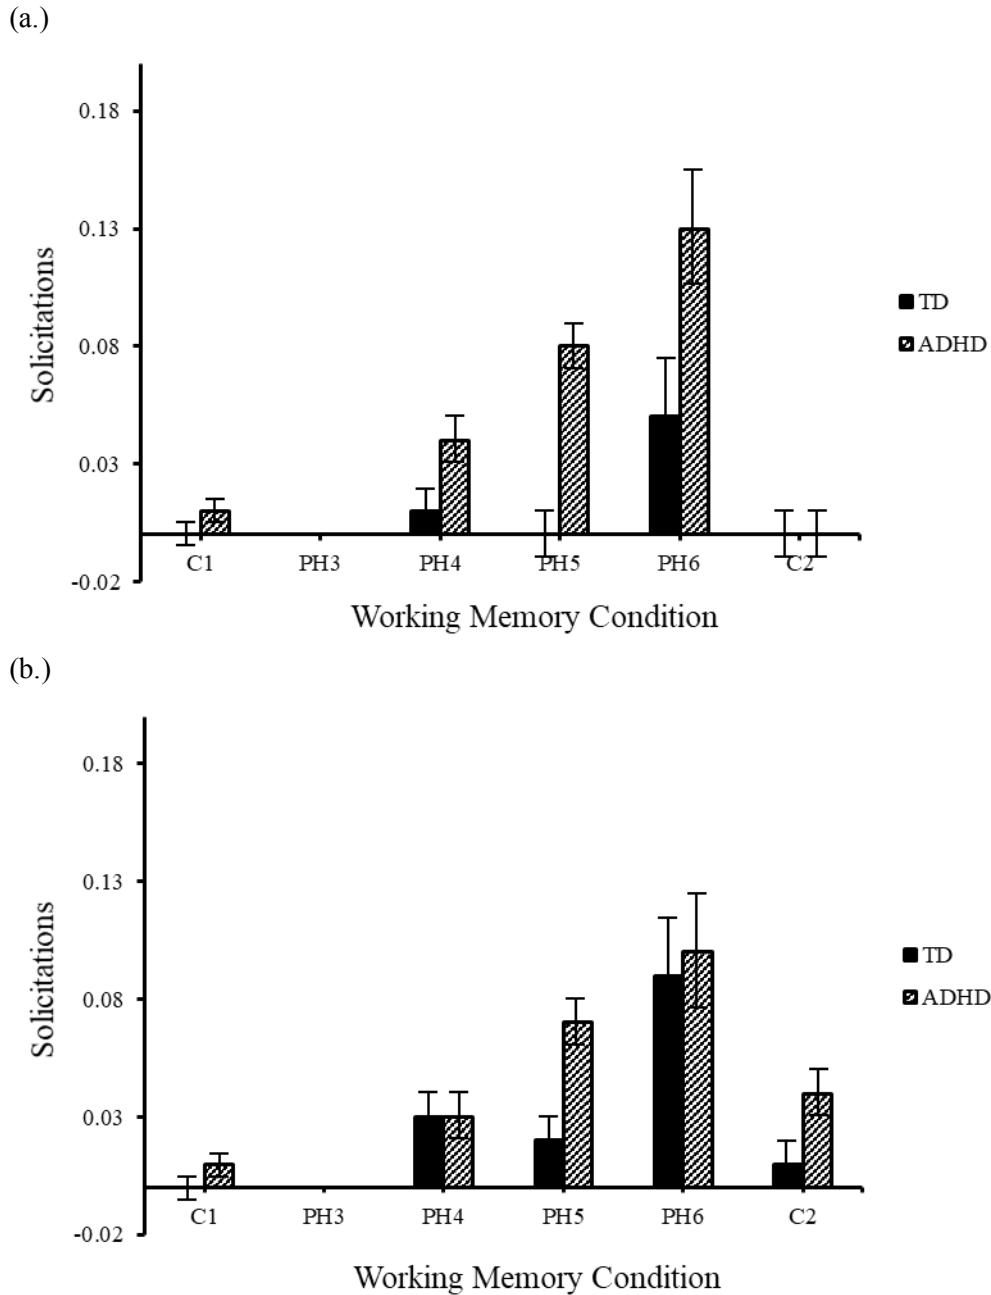 (a.)
0.18
0.13
0.08
0.03
-0.02
Solicitations
C1 PH3 PH4 PH5 PH6 C2
Working Memory Condition
TD
ADHD
(b.)
0.18
0.13
0.08
0.03
-0.02
Solicitations
C1 PH3 PH4 PH5 PH6 C2
Working Memory Condition
TD
ADHD